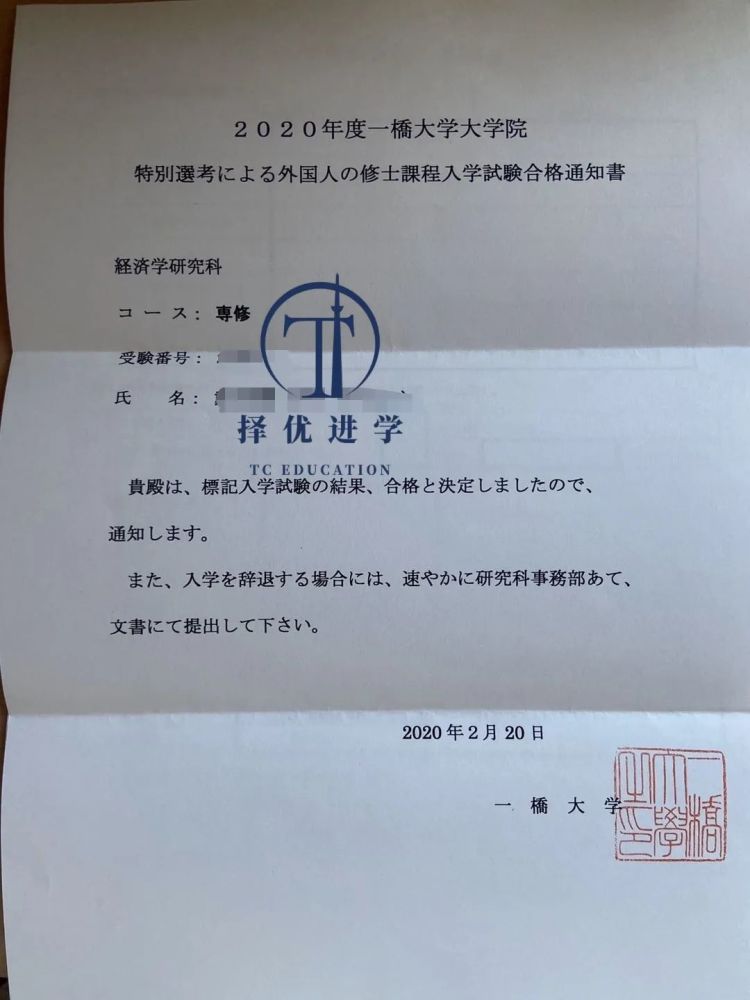 ２０２０年度一橋大学大学院
特別選考による外国人の修士課程入学試験合格通知書
経済学研究科
コース：専修
受験番号：
氏　　名：
T
择优进学
TC EDUCATION
貴殿は、標記入学試験の結果、合格と決定しましたので、
通知します。
また、入学を辞退する場合には、速やかに研究科事務部あて、
文書にて提出して下さい。
2020年2月20日
一橋大学
一橋大學之印